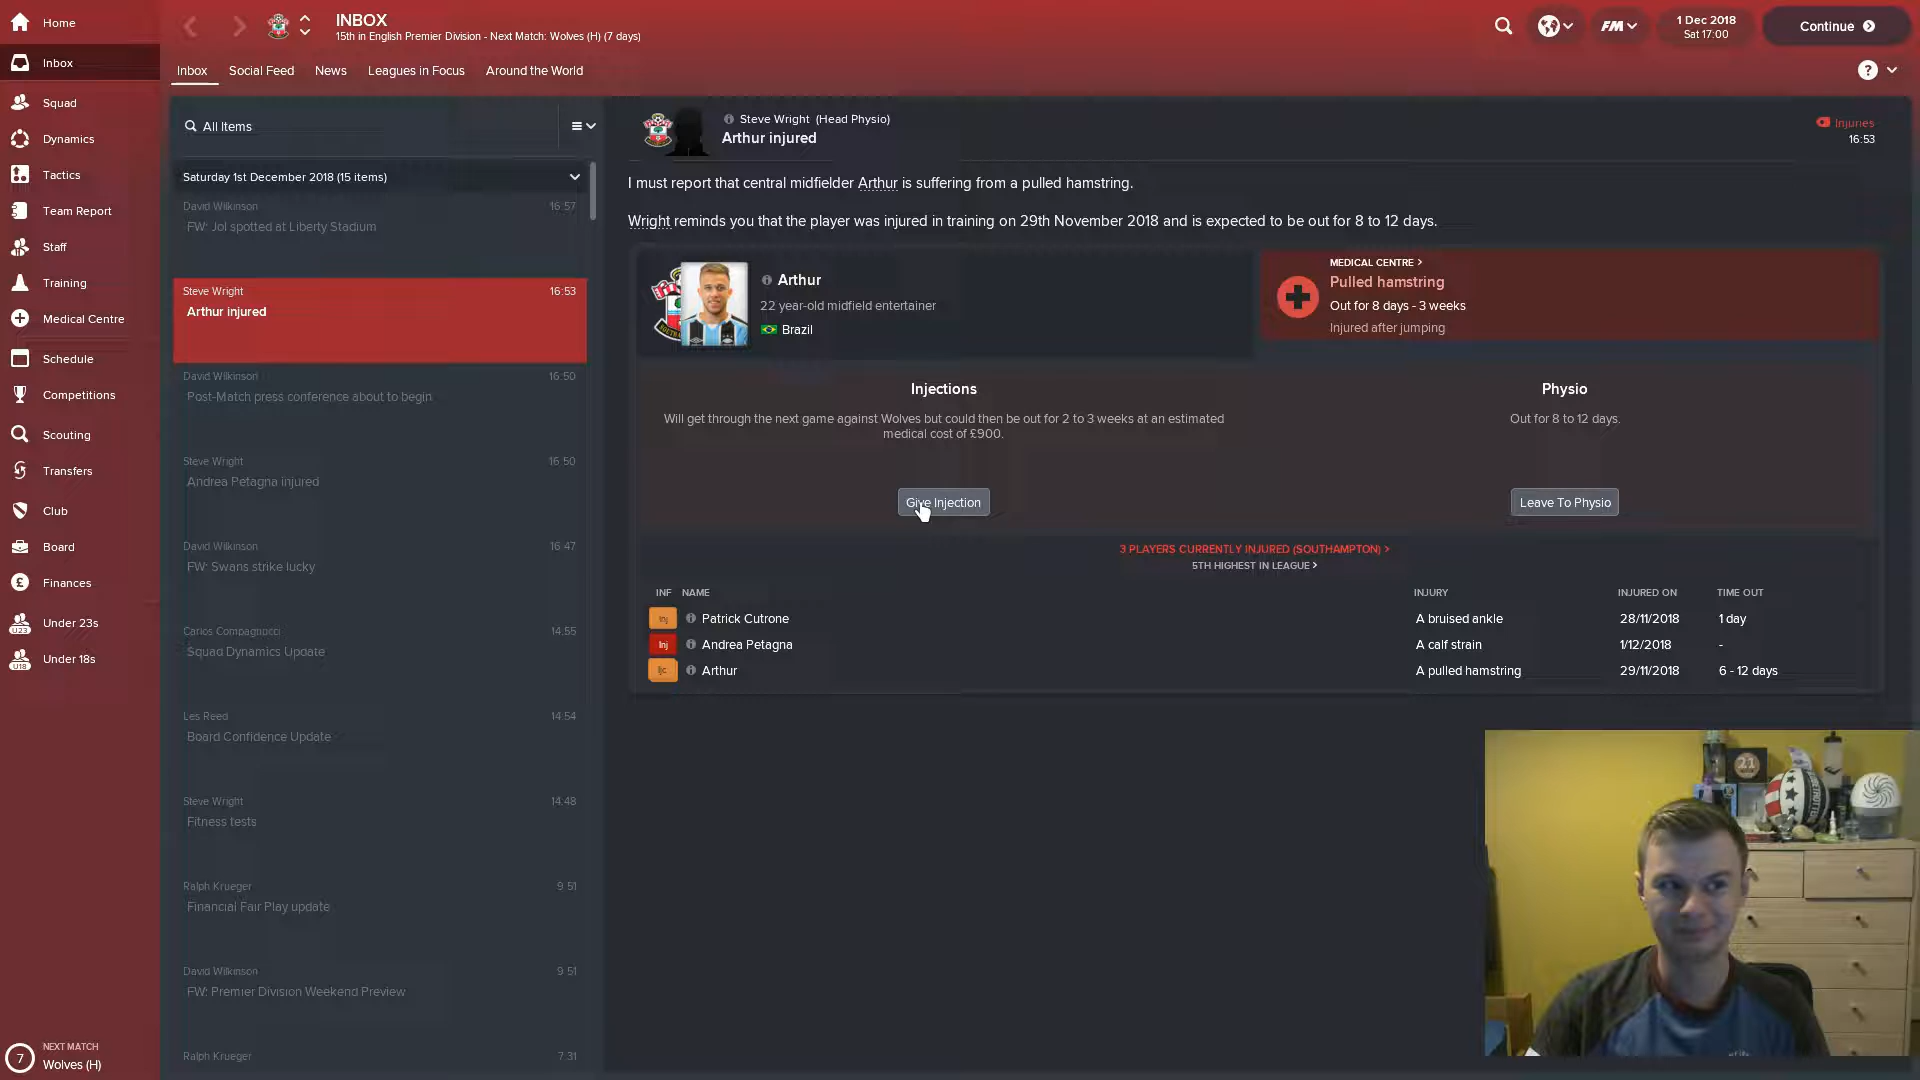 Home
Inbox
Squad
Dynamics
Tactics
Team Report
Staff
Training
Medical Centre
Schedule
Competitions
Scouting
Transfers
Club
Board
Finances
U23
Under 23s
U18
Under 18s
7
NEXT MATCH
Wolves (H)
INBOX
15th in English Premier Division - Next Match: Wolves (H) (7 days)
FM
1 Dec 2018
Sat 17:00
Continue
Inbox
Social Feed
News
Leagues in Focus
Around the World
?
All Items
Saturday 1st December 2018 (15 items)
David Wilkinson 16:57
FW: Jol spotted at Liberty Stadium
Steve Wright 16:53
Arthur injured
David Wilkinson 16:50
Post-Match press conference about to begin
Steve Wright 16:50
Andrea Petagna injured
David Wilkinson 16:47
FW: Swans strike lucky
Carlos Compagnucci 14:55
Squad Dynamics Update
Les Reed 14:54
Board Confidence Update
Steve Wright 14:48
Fitness tests
Ralph Krueger 9:51
Financial Fair Play update
David Wilkinson 9:51
FW: Premier Division Weekend Preview
Ralph Krueger 7:31
Steve Wright (Head Physio)
Arthur injured
Injuries
16:53
I must report that central midfielder Arthur is suffering from a pulled hamstring.
Wright reminds you that the player was injured in training on 29th November 2018 and is expected to be out for 8 to 12 days.
Arthur
22 year-old midfield entertainer
Brazil
MEDICAL CENTRE >
Pulled hamstring
Out for 8 days - 3 weeks
Injured after jumping
Injections
Will get through the next game against Wolves but could then be out for 2 to 3 weeks at an estimated
medical cost of £900.
Give Injection
Physio
Out for 8 to 12 days.
Leave To Physio
3 PLAYERS CURRENTLY INJURED (SOUTHAMPTON) >
5TH HIGHEST IN LEAGUE >
INF NAME INJURY INJURED ON TIME OUT
Inj Patrick Cutrone A bruised ankle 28/11/2018 1 day
Inj Andrea Petagna A calf strain 1/12/2018 -
Ijc Arthur A pulled hamstring 29/11/2018 6 - 12 days
21